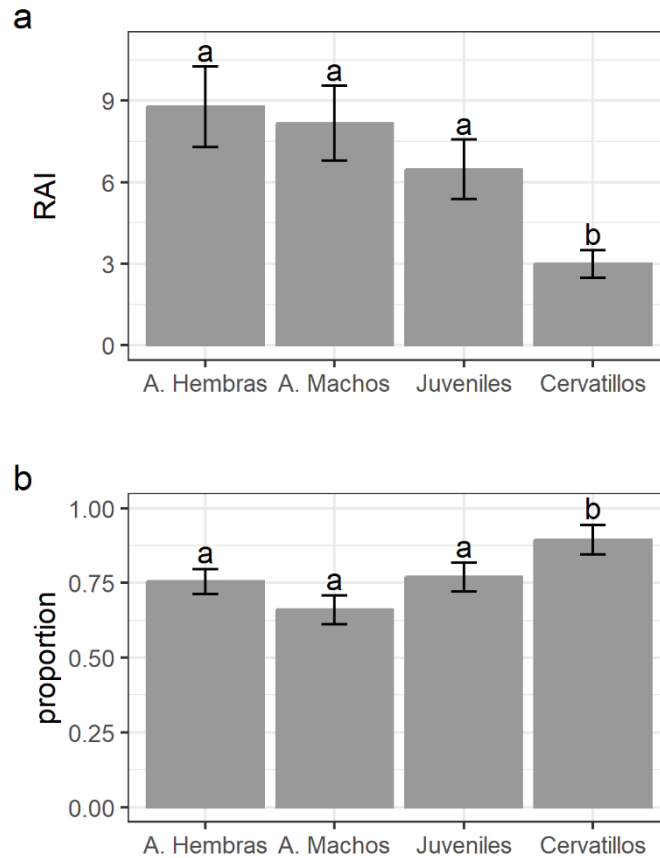 a
RAI
9
6
3
0
a
a
a
b
A. Hembras A. Machos Juveniles Cervatillos
b
proportion
1.00
0.75
0.50
0.25
0.00
a
a
a
b
A. Hembras A. Machos Juveniles Cervatillos